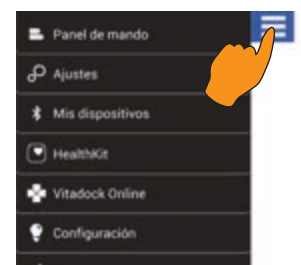 Panel de mando
Ajustes
Mis dispositivos
HealthKit
Vitadock Online
Configuración